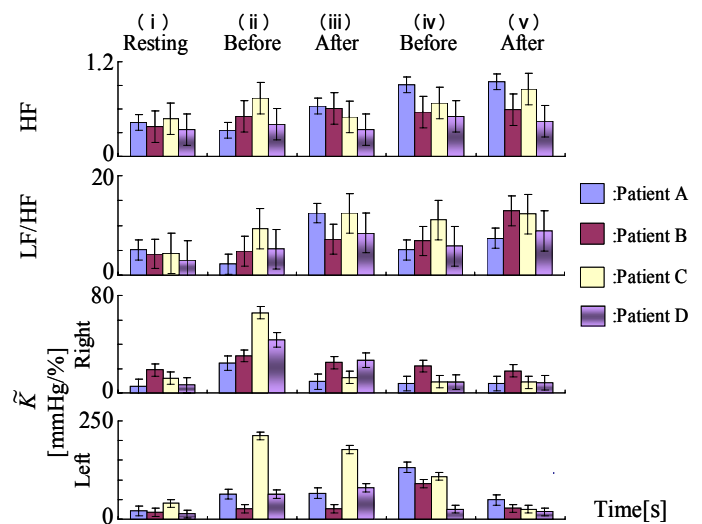 (ⅰ) (ⅱ) (ⅲ) (ⅳ) (ⅴ)
Resting Before After Before After
HF
1.2
0
LF/HF
20
0
:Patient A
:Patient B
:Patient C
:Patient D
K̃
[mmHg/%]
Right
80
0
Left
250
0
Time[s]